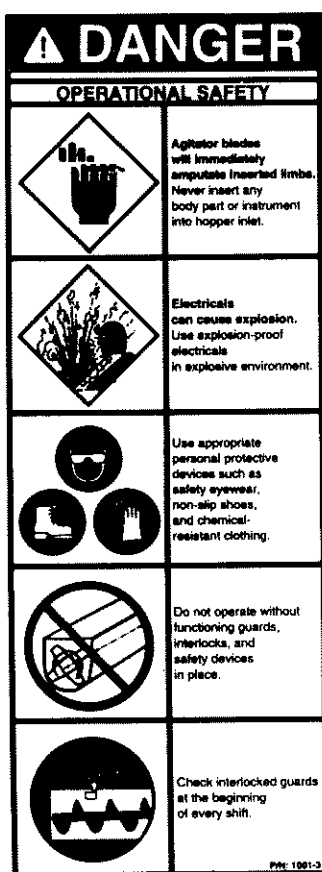 DANGER
OPERATIONAL SAFETY
Agitator blades
will immediately
amputate inserted limbs.
Never insert any
body part or instrument
into hopper inlet.
Electricals
can cause explosion.
Use explosion-proof
electricals
in explosive environment.
Use appropriate
personal protective
devices such as
safety eyewear,
non-slip shoes,
and chemical-
resistant clothing.
Do not operate without
functioning guards,
interlocks, and
safety devices
in place.
Check interlocked guards
at the beginning
of every shift.
P/N: 1001-3